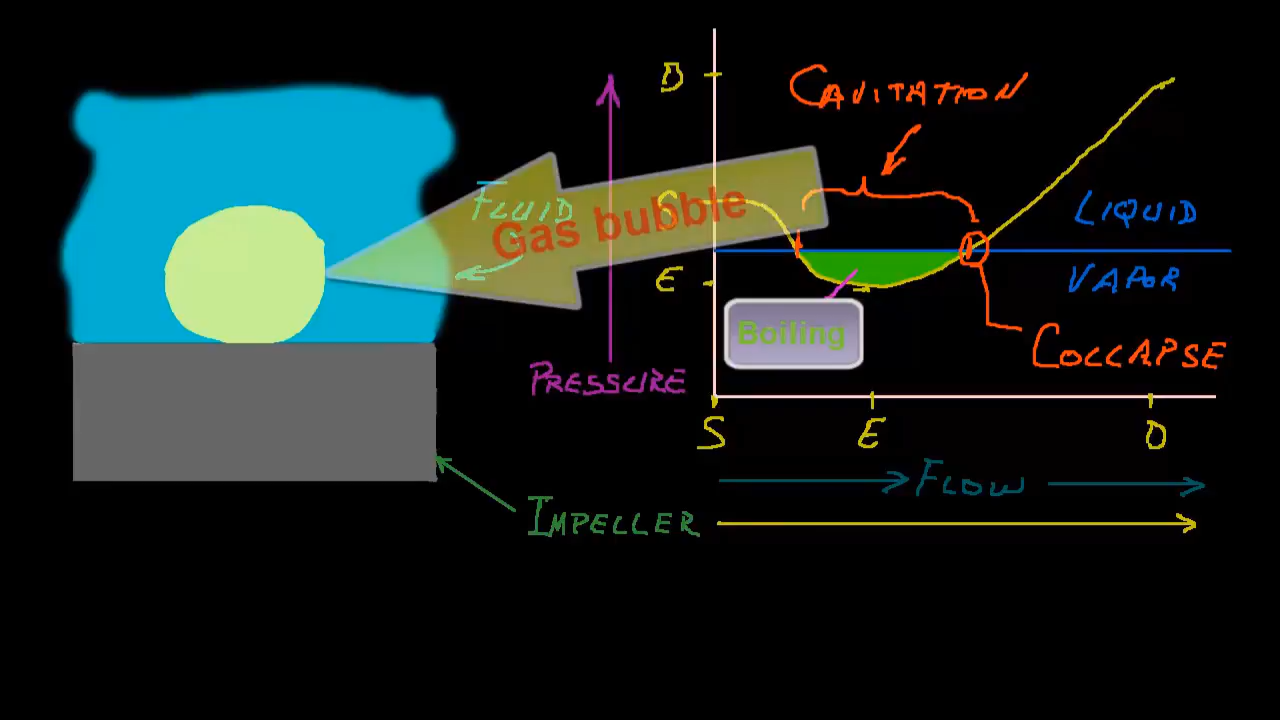 D
CAVITATION
S
FLUID
Gas bubble
LIQUID
E
VAPOR
Boiling
COLLAPSE
PRESSURE
S E D
FLOW
IMPELLER